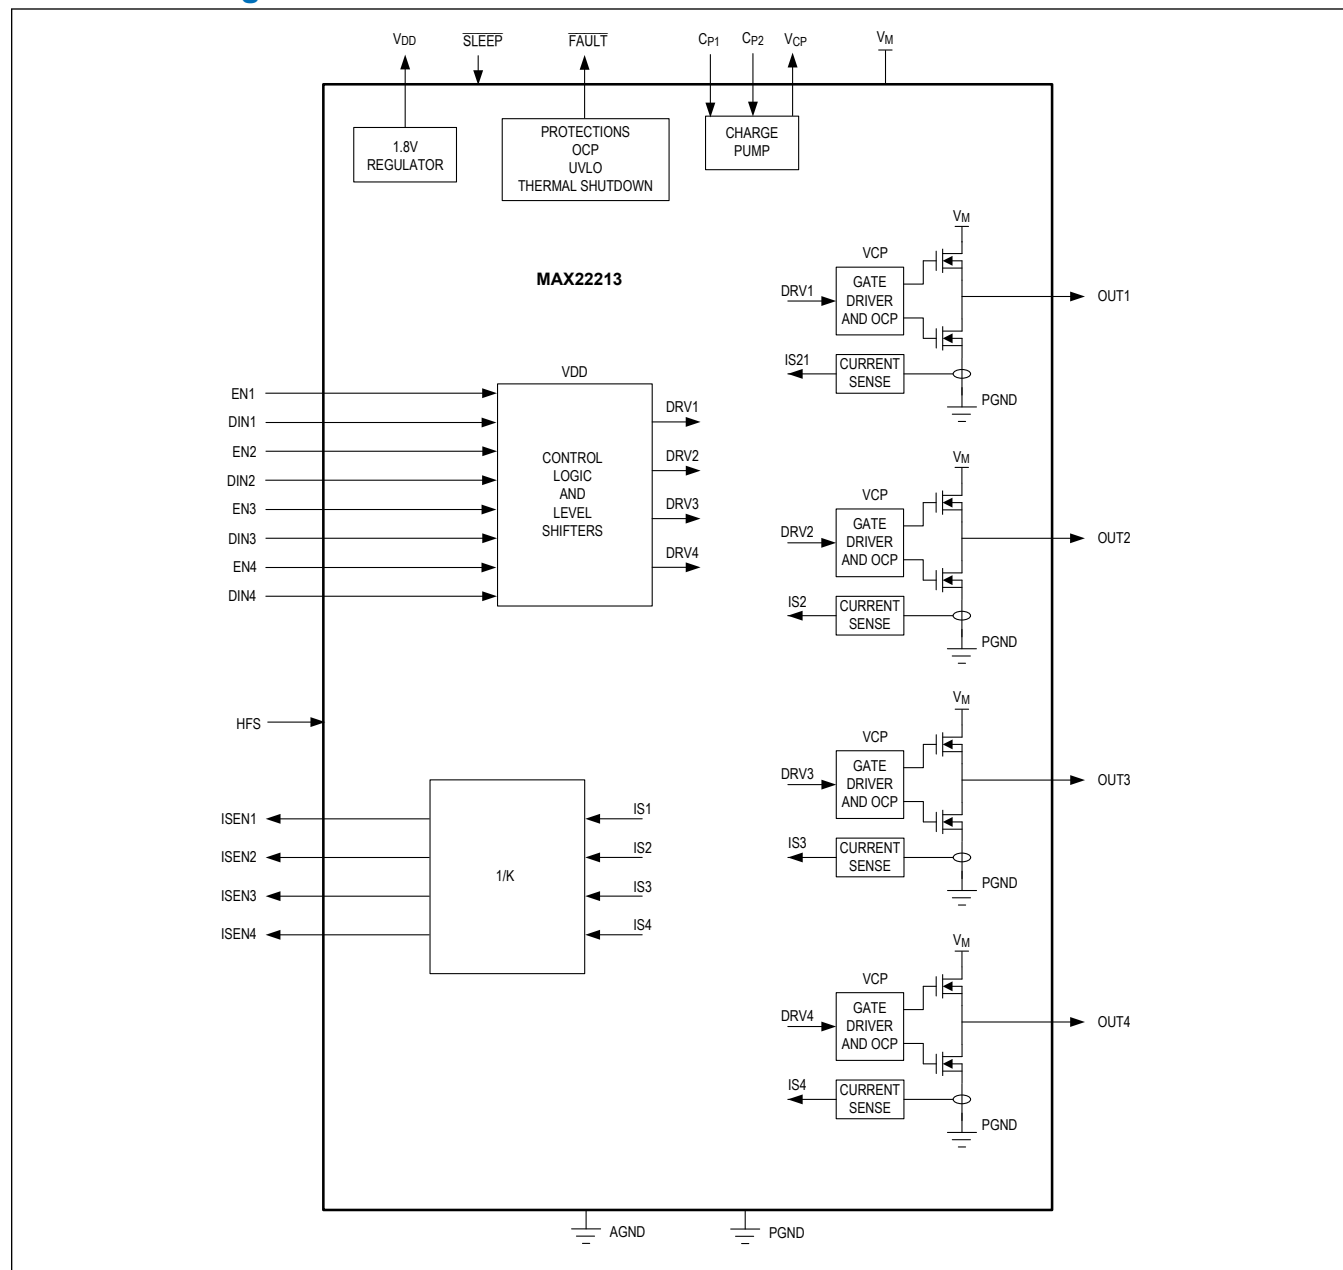 VDD
SLEEP
FAULT
CP1
CP2
VCP
VM
1.8V
REGULATOR
PROTECTIONS
OCP
UVLO
THERMAL SHUTDOWN
CHARGE
PUMP
MAX22213
VM
VCP
GATE
DRIVER
AND OCP
DRV1
OUT1
IS21
CURRENT
SENSE
PGND
EN1
DIN1
EN2
DIN2
EN3
DIN3
EN4
DIN4
VDD
CONTROL
LOGIC
AND
LEVEL
SHIFTERS
DRV1
DRV2
DRV3
DRV4
VM
VCP
GATE
DRIVER
AND OCP
DRV2
OUT2
IS2
CURRENT
SENSE
PGND
HFS
VM
VCP
GATE
DRIVER
AND OCP
DRV3
OUT3
IS3
CURRENT
SENSE
PGND
ISEN1
ISEN2
ISEN3
ISEN4
1/K
IS1
IS2
IS3
IS4
VM
VCP
GATE
DRIVER
AND OCP
DRV4
OUT4
IS4
CURRENT
SENSE
PGND
AGND
PGND